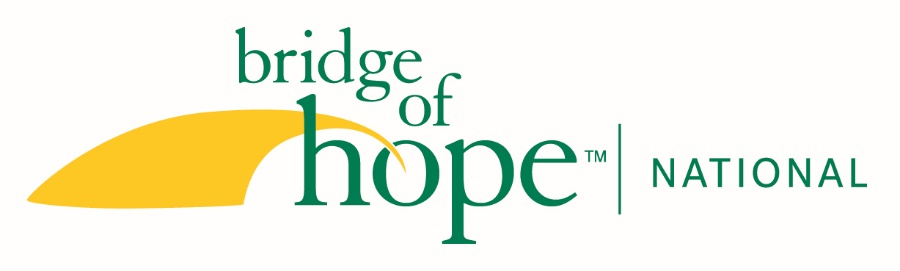 bridge
of
hope™ | NATIONAL